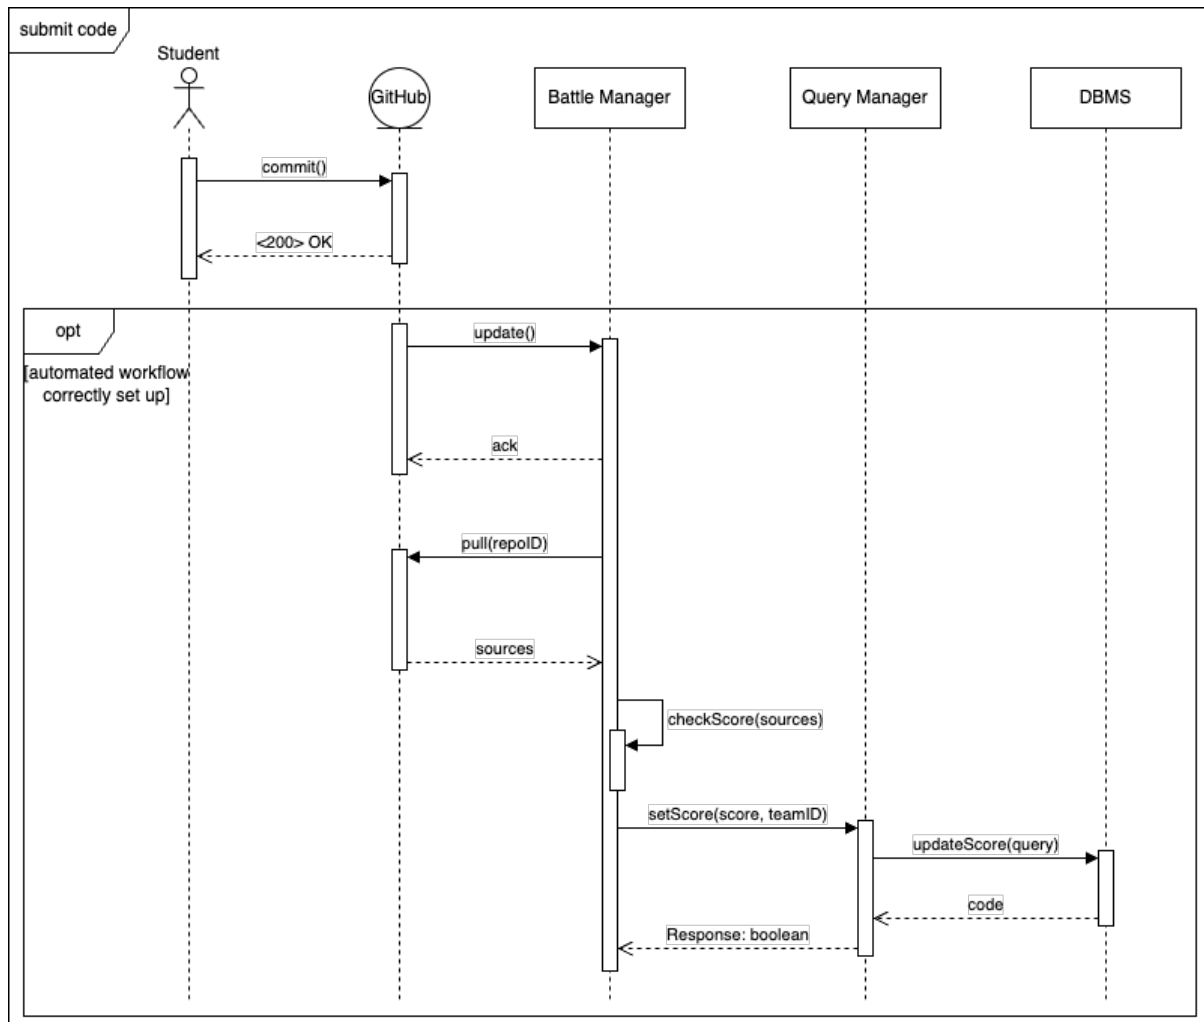 submit code
Student
GitHub
Battle Manager
Query Manager
DBMS
commit()
<200> OK
opt
[automated workflow
correctly set up]
update()
ack
pull(repoID)
sources
checkScore(sources)
setScore(score, teamID)
updateScore(query)
code
Response: boolean